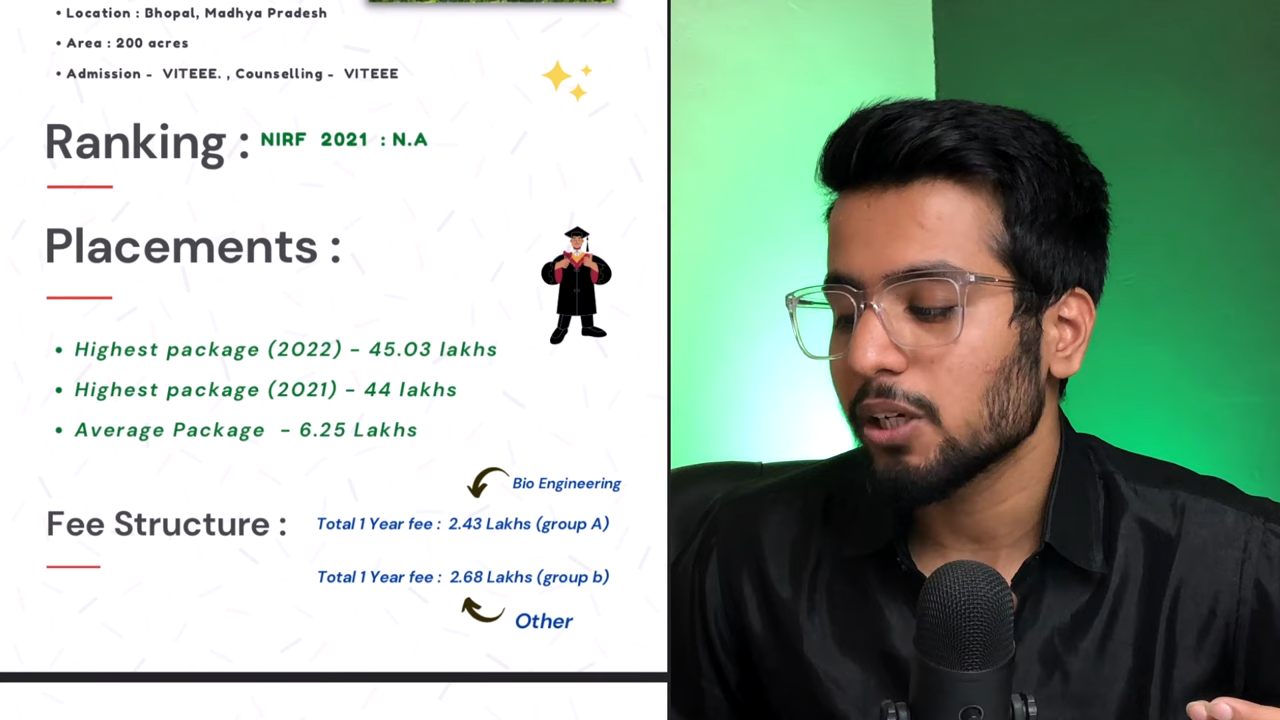 • Location : Bhopal, Madhya Pradesh
• Area : 200 acres
• Admission - VITEEE. , Counselling - VITEEE
Ranking : NIRF 2021 : N.A
Placements :
• Highest package (2022) - 45.03 lakhs
• Highest package (2021) - 44 lakhs
• Average Package - 6.25 Lakhs
Bio Engineering
Fee Structure : Total 1 Year fee : 2.43 Lakhs (group A)
Total 1 Year fee : 2.68 Lakhs (group b)
Other